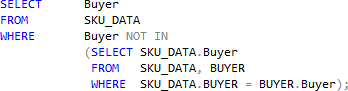 SELECT Buyer
FROM SKU_DATA
WHERE Buyer NOT IN
(SELECT SKU_DATA.Buyer
FROM SKU_DATA, BUYER
WHERE SKU_DATA.BUYER = BUYER.Buyer);